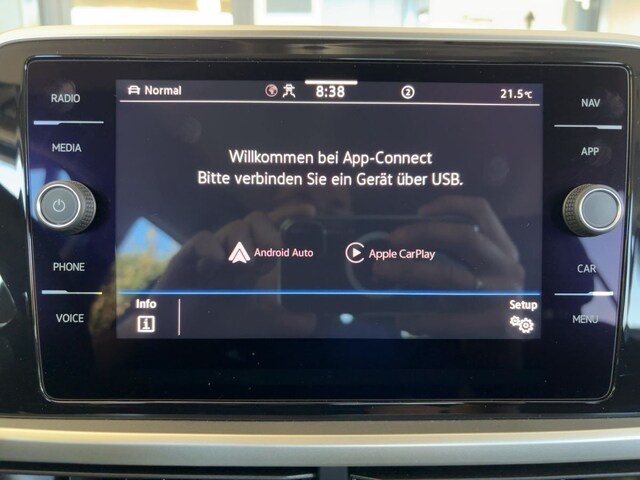 RADIO
MEDIA
PHONE
VOICE
Normal
8:38
2
21.5°C
Willkommen bei App-Connect
Bitte verbinden Sie ein Gerät über USB.
Android Auto
Apple CarPlay
Info
i
Setup
NAV
APP
CAR
MENU